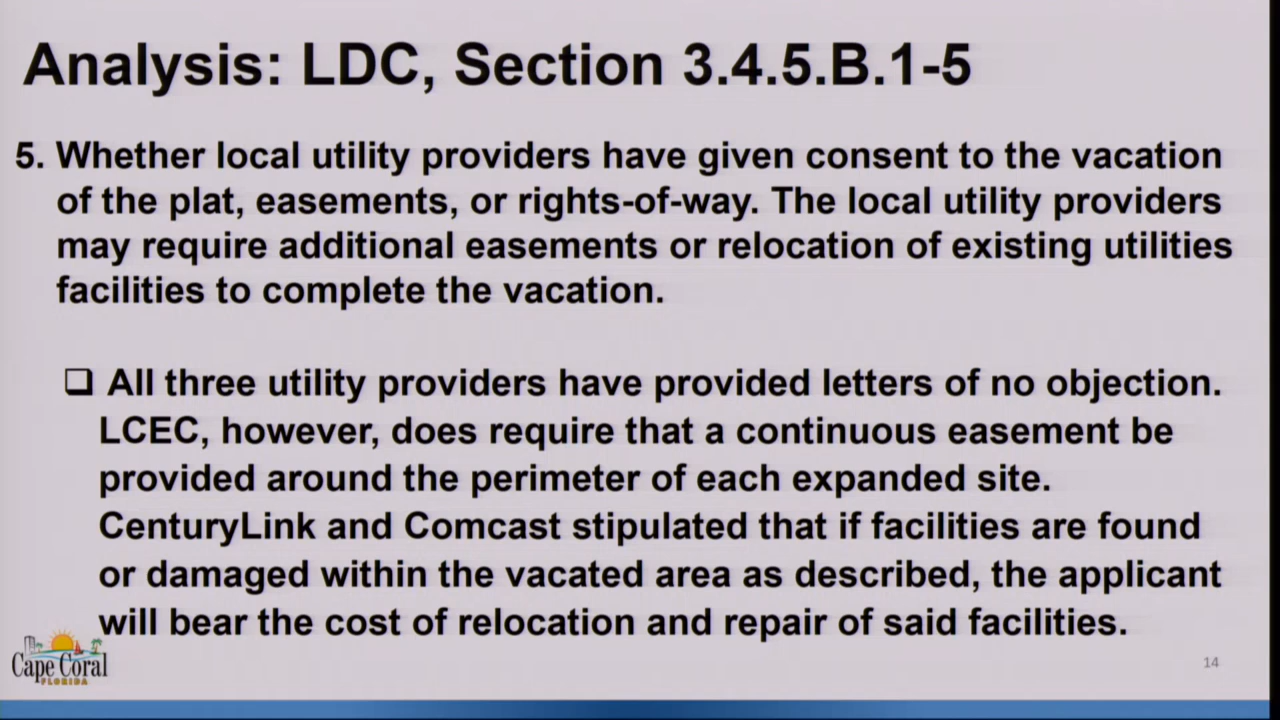 Analysis: LDC, Section 3.4.5.B.1-5
5. Whether local utility providers have given consent to the vacation
of the plat, easements, or rights-of-way. The local utility providers
may require additional easements or relocation of existing utilities
facilities to complete the vacation.
❑ All three utility providers have provided letters of no objection.
LCEC, however, does require that a continuous easement be
provided around the perimeter of each expanded site.
CenturyLink and Comcast stipulated that if facilities are found
or damaged within the vacated area as described, the applicant
will bear the cost of relocation and repair of said facilities.
Cape Coral
FLORIDA
14